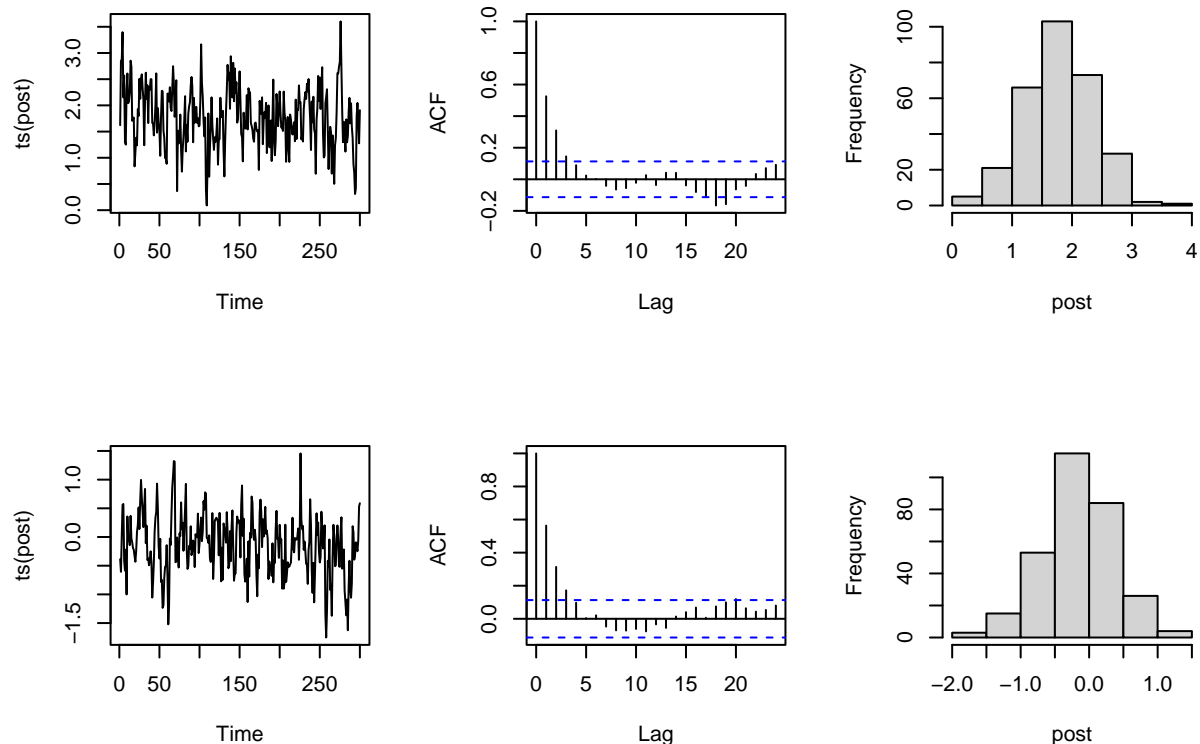 ts(post)
0.0 1.0 2.0 3.0
0 50 150 250
Time
ACF
−0.2 0.2 0.6 1.0
0 5 10 15 20
Lag
Frequency
0 20 60 100
0 1 2 3 4
post
ts(post)
−1.5 0.0 1.0
0 50 150 250
Time
ACF
0.0 0.4 0.8
0 5 10 15 20
Lag
Frequency
0 40 80
−2.0 −1.0 0.0 1.0
post